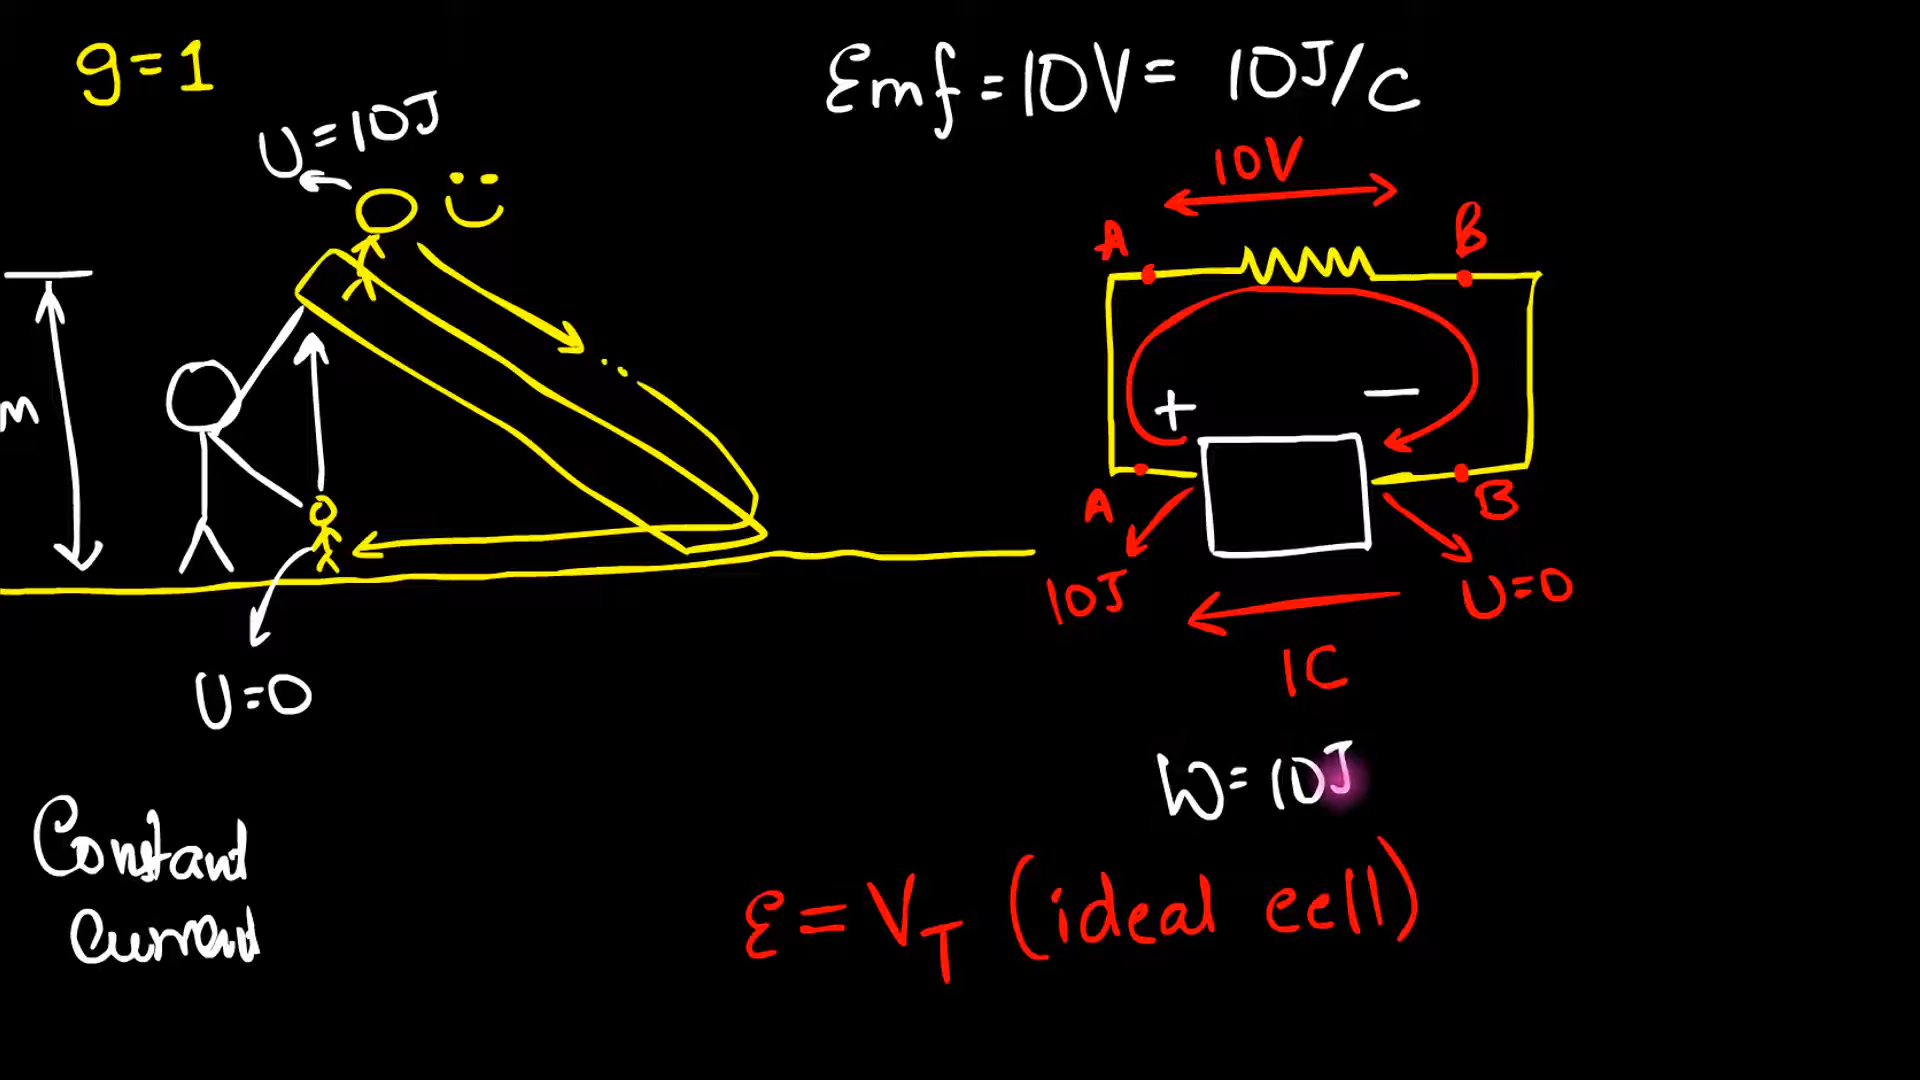 g=1
U=10J
m
U=0
Constant
Current
Emf=10V= 10J/C
10V
A
B
+
−
A
B
10J
U=0
1C
W=10J
ε=V_T (ideal cell)